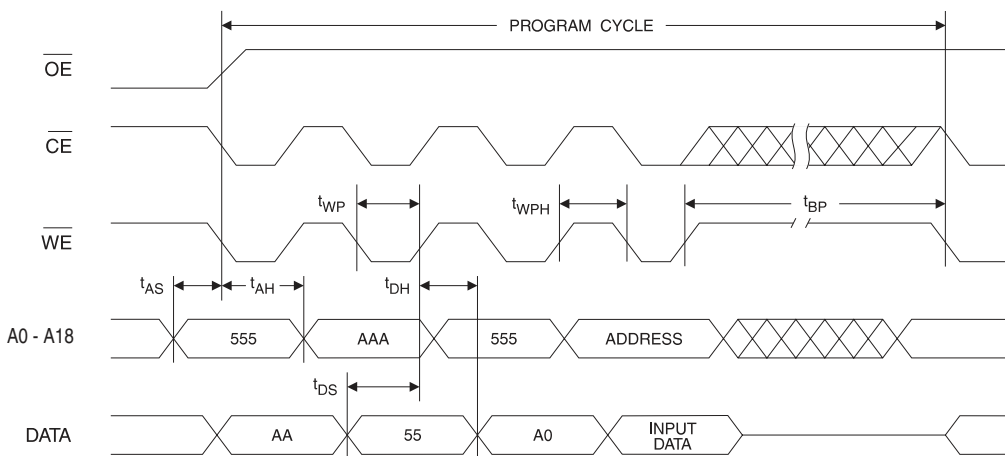 PROGRAM CYCLE
OE
CE
tWP
tWPH
tBP
WE
tAS
tAH
tDH
A0 - A18
555
AAA
555
ADDRESS
tDS
DATA
AA
55
A0
INPUT
DATA